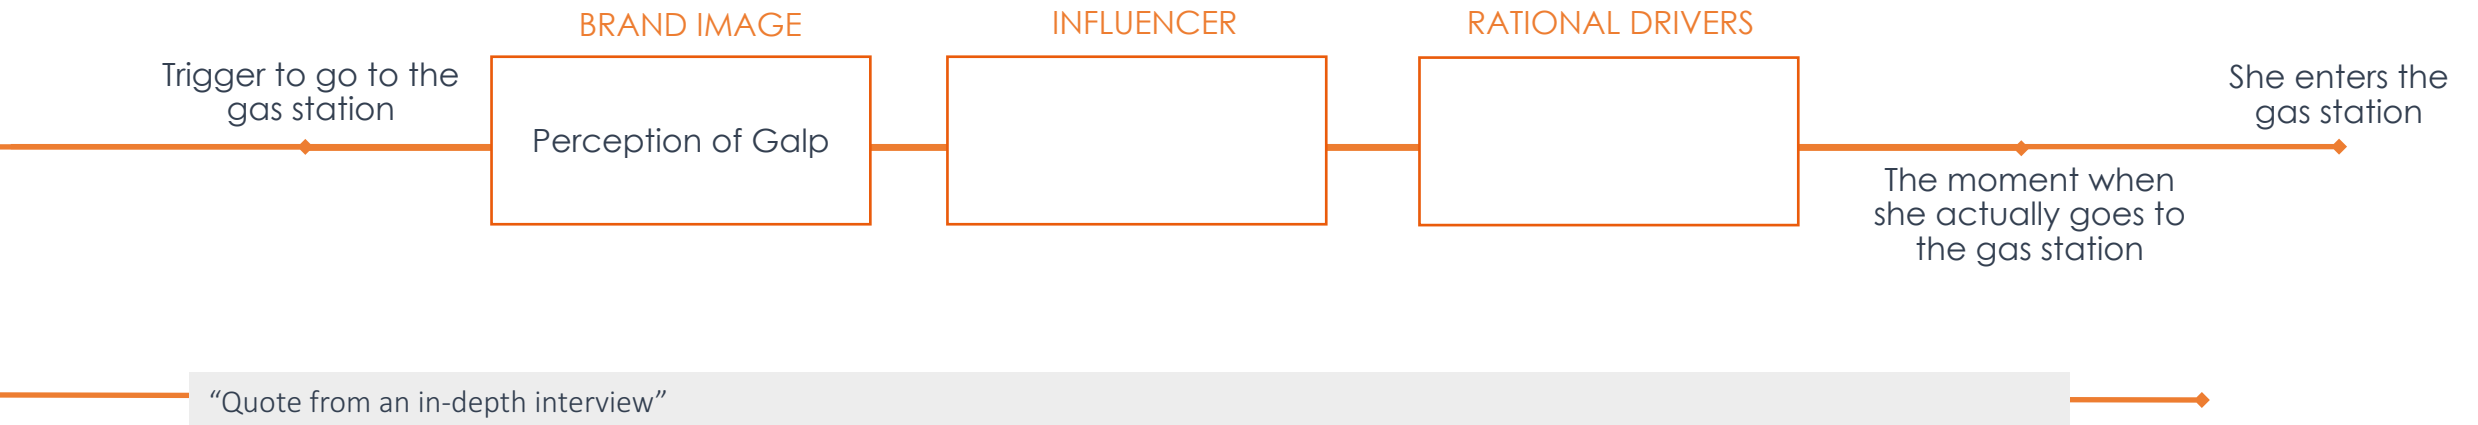 BRAND IMAGE
INFLUENCER
RATIONAL DRIVERS
Trigger to go to the
gas station
Perception of Galp
She enters the
gas station
The moment when
she actually goes to
the gas station
“Quote from an in-depth interview”